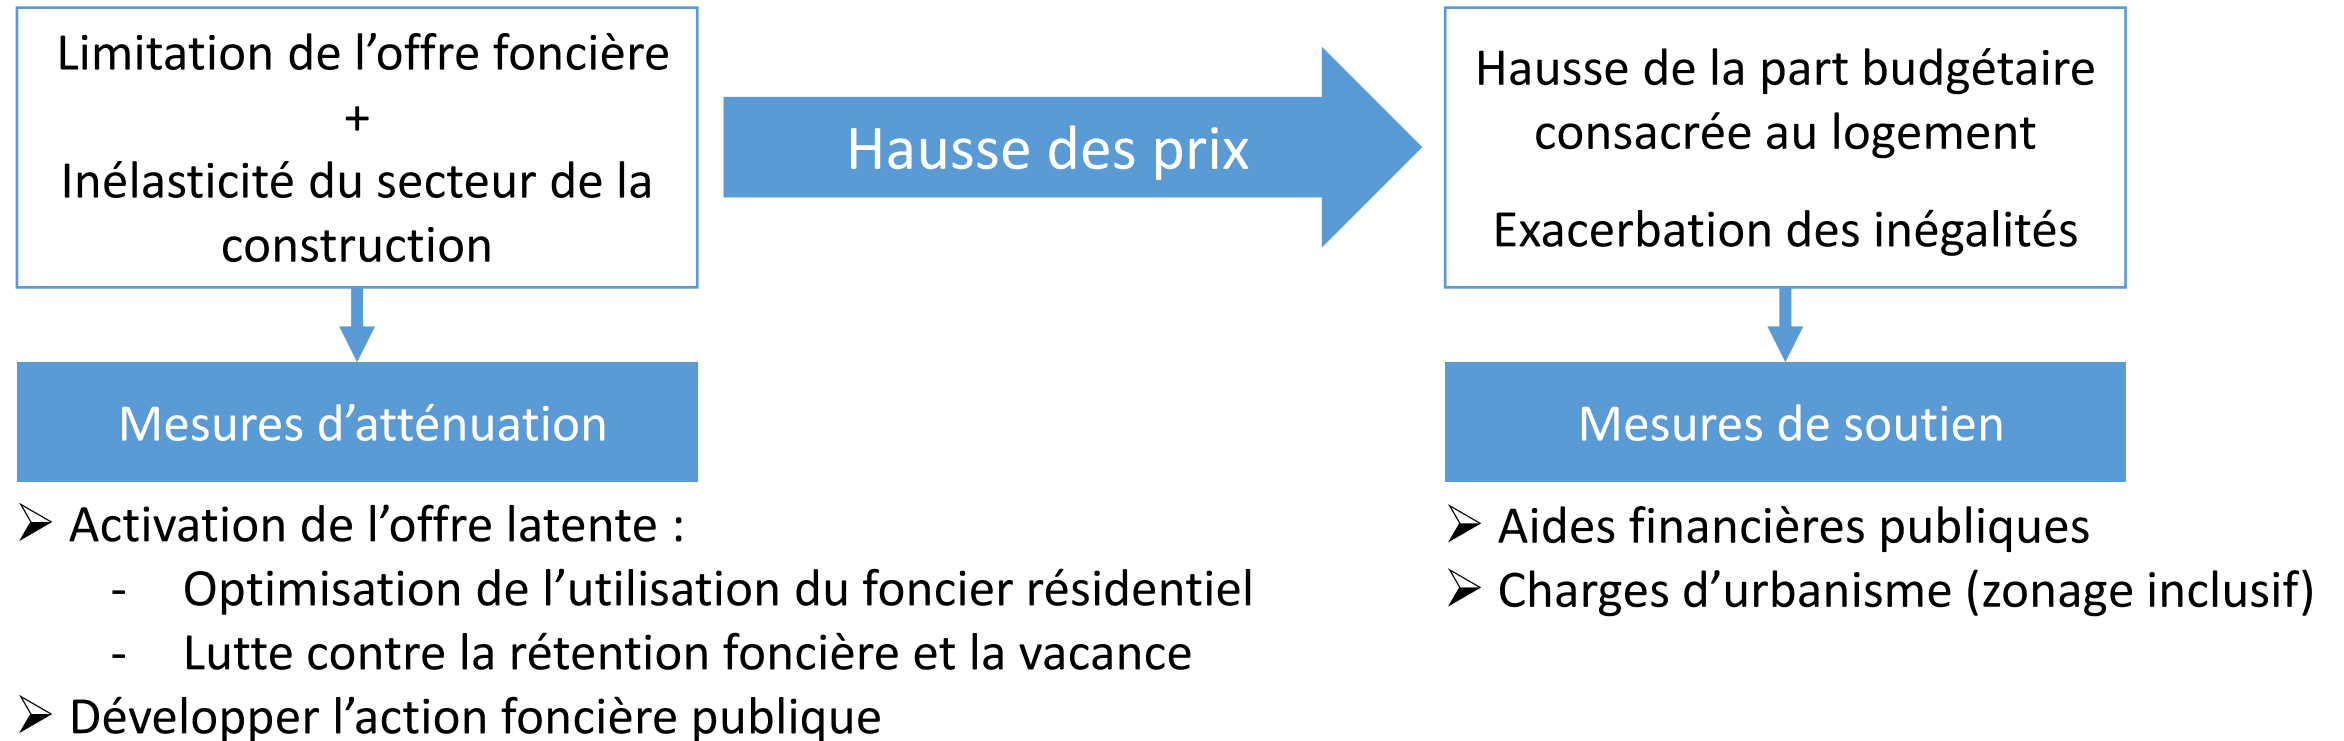 Limitation de l’offre foncière
+
Inélasticité du secteur de la
construction
Hausse des prix
Hausse de la part budgétaire
consacrée au logement
Exacerbation des inégalités
Mesures d’atténuation
➢ Activation de l’offre latente :
- Optimisation de l’utilisation du foncier résidentiel
- Lutte contre la rétention foncière et la vacance
➢ Développer l’action foncière publique
Mesures de soutien
➢ Aides financières publiques
➢ Charges d’urbanisme (zonage inclusif)